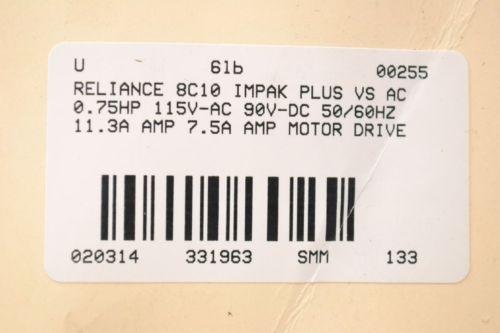 U 6lb 00255
RELIANCE 8C10 IMPAK PLUS VS AC
0.75HP 115V-AC 90V-DC 50/60HZ
11.3A AMP 7.5A AMP MOTOR DRIVE
020314 331963 SMM 133